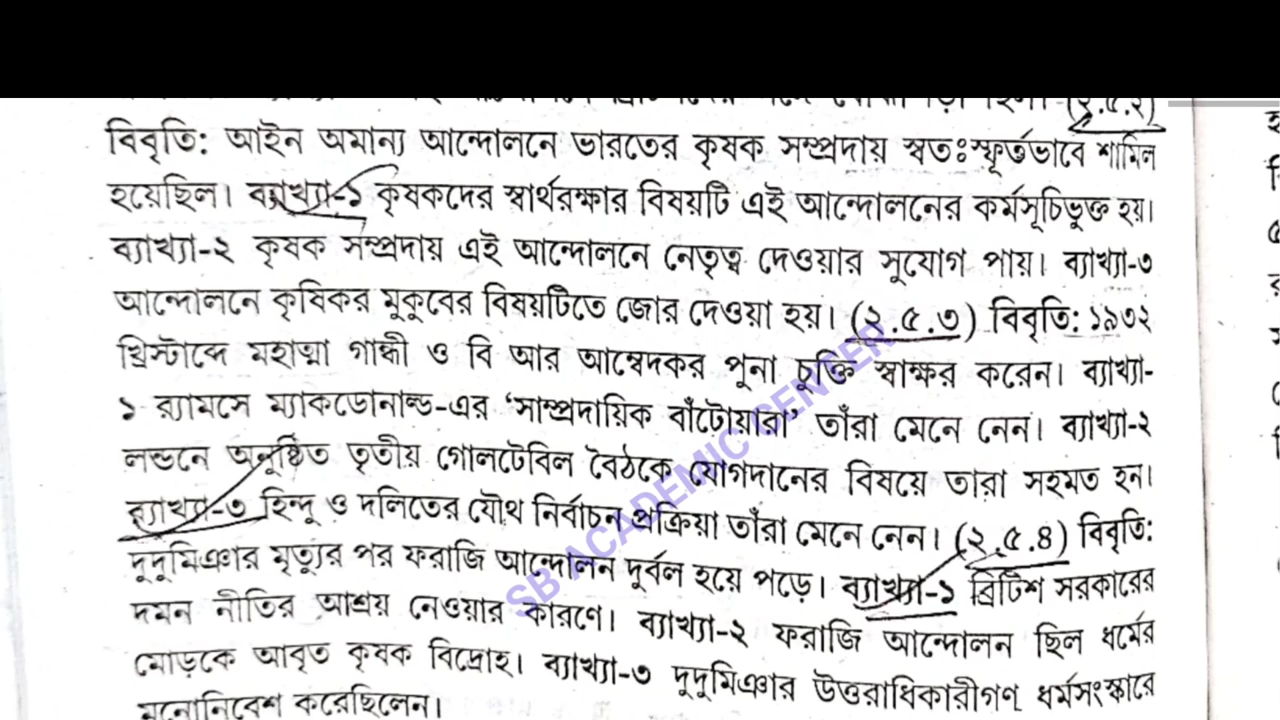 (২.৫.২)
বিবৃতি: আইন অমান্য আন্দোলনে ভারতের কৃষক সম্প্রদায় স্বতঃস্ফূর্তভাবে শামিল
হয়েছিল। ব্যাখ্যা-১ কৃষকদের স্বার্থরক্ষার বিষয়টি এই আন্দোলনের কর্মসূচিভুক্ত হয়।
ব্যাখ্যা-২ কৃষক সম্প্রদায় এই আন্দোলনে নেতৃত্ব দেওয়ার সুযোগ পায়। ব্যাখ্যা-৩
আন্দোলনে কৃষিকর মুকুবের বিষয়টিতে জোর দেওয়া হয়। (২.৫.৩) বিবৃতি: ১৯৩২
খ্রিস্টাব্দে মহাত্মা গান্ধী ও বি আর আম্বেদকর পুনা চুক্তি স্বাক্ষর করেন। ব্যাখ্যা-
১ র‍্যামসে ম্যাকডোনাল্ড-এর 'সাম্প্রদায়িক বাঁটোয়ারা' তাঁরা মেনে নেন। ব্যাখ্যা-২
লন্ডনে অনুষ্ঠিত তৃতীয় গোলটেবিল বৈঠকে যোগদানের বিষয়ে তারা সহমত হন।
ব্যাখ্যা-৩ হিন্দু ও দলিতের যৌথ নির্বাচন প্রক্রিয়া তাঁরা মেনে নেন। (২.৫.৪) বিবৃতি:
দুদুমিঞার মৃত্যুর পর ফরাজি আন্দোলন দুর্বল হয়ে পড়ে। ব্যাখ্যা-১ ব্রিটিশ সরকারের
দমন নীতির আশ্রয় নেওয়ার কারণে। ব্যাখ্যা-২ ফরাজি আন্দোলন ছিল ধর্মের
মোড়কে আবৃত কৃষক বিদ্রোহ। ব্যাখ্যা-৩ দুদুমিঞার উত্তরাধিকারীগণ ধর্মসংস্কারে
মনোনিবেশ করেছিলেন।
SB ACADEMIC CENTER